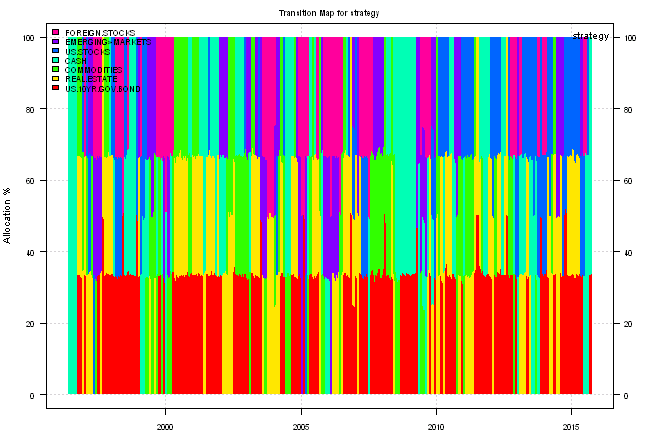 Transition Map for strategy
strategy
FOREIGN.STOCKS
EMERGING>MARKETS
US.STOCKS
CASH
COMMODITIES
REAL.ESTATE
US.10YR.GOV.BOND
Allocation %
100 100
80 80
60 60
40 40
20 20
0 0
2000 2005 2010 2015